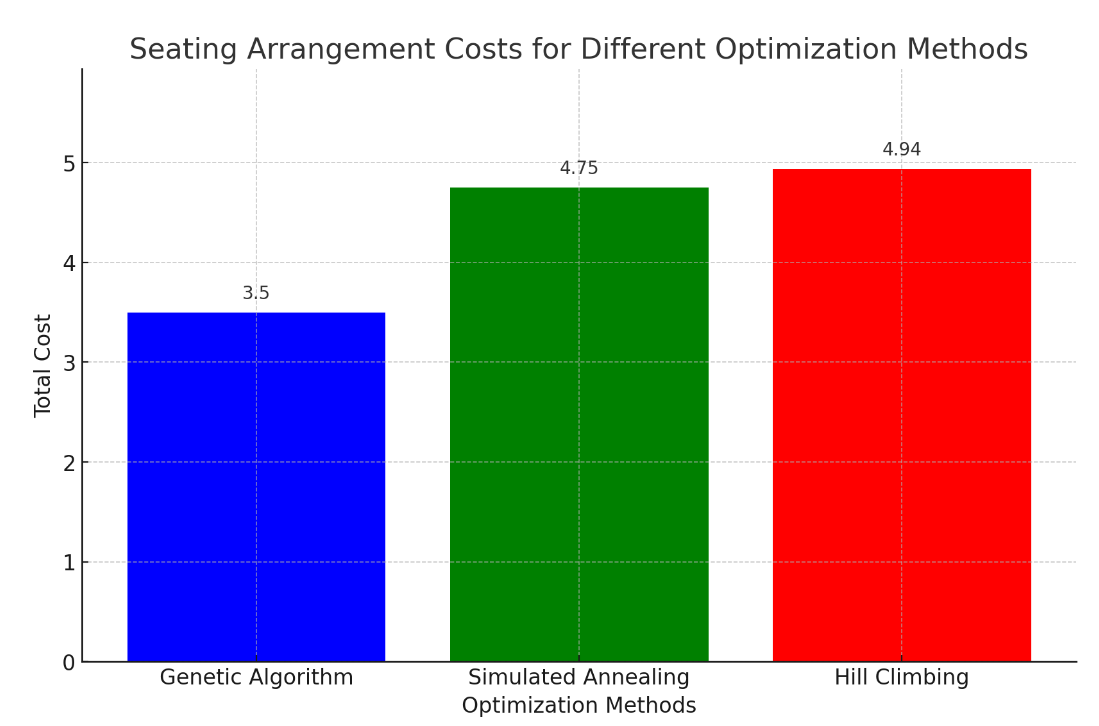 Seating Arrangement Costs for Different Optimization Methods
5
4
3
2
1
0
Total Cost
3.5
4.75
4.94
Genetic Algorithm
Simulated Annealing
Hill Climbing
Optimization Methods